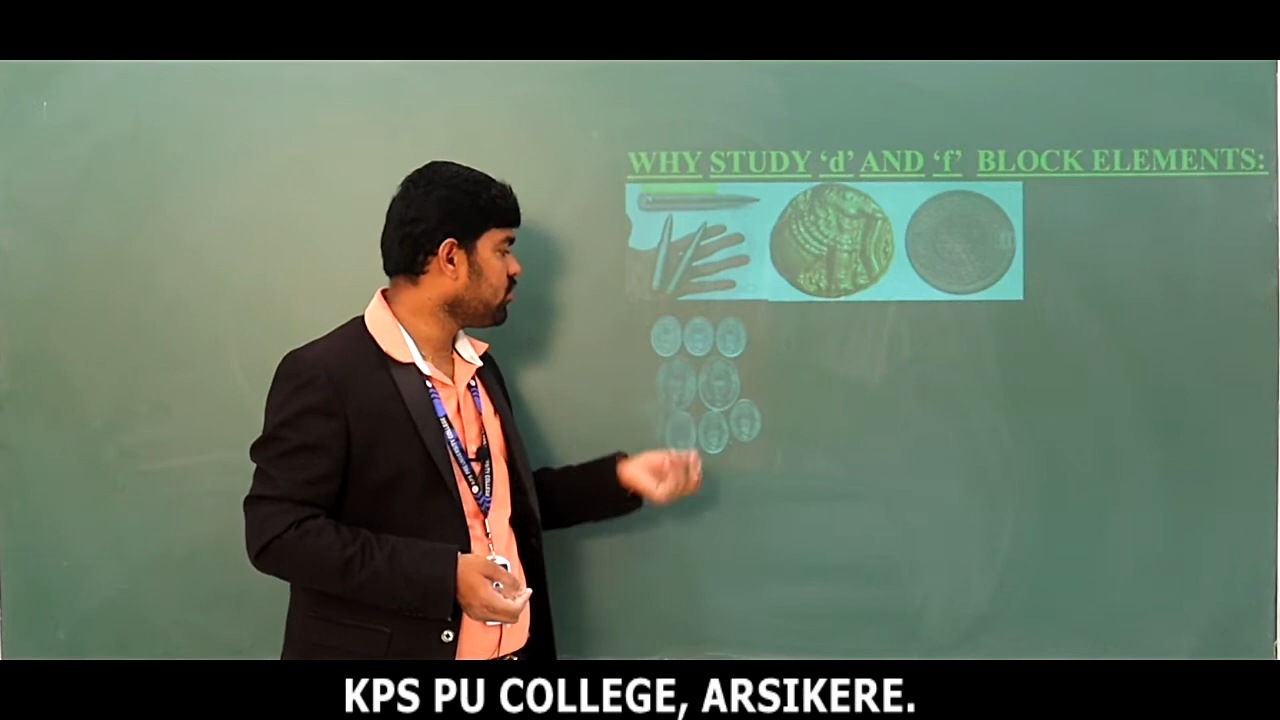 WHY STUDY ‘d’ AND ‘f’ BLOCK ELEMENTS:
KPS PU COLLEGE, ARSIKERE.